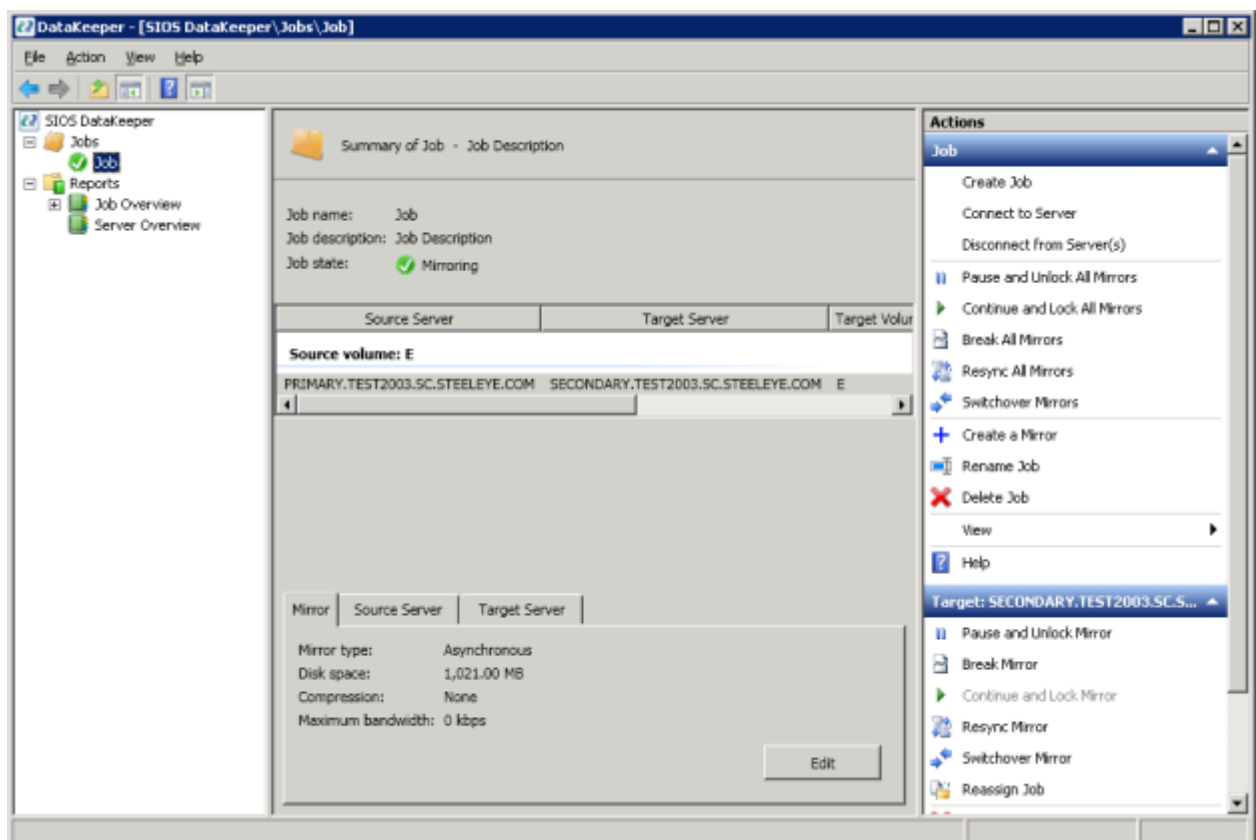 DataKeeper - [SIOS DataKeeper\Jobs\Job]
File Action View Help
SIOS DataKeeper
Jobs
Job
Reports
Job Overview
Server Overview
Summary of Job - Job Description
Job name: Job
Job description: Job Description
Job state: Mirroring
Source Server Target Server Target Volur
Source volume: E
PRIMARY.TEST2003.SC.STEELEYE.COM SECONDARY.TEST2003.SC.STEELEYE.COM E
Mirror Source Server Target Server
Mirror type: Asynchronous
Disk space: 1,021.00 MB
Compression: None
Maximum bandwidth: 0 kbps
Edit
Actions
Job
Create Job
Connect to Server
Disconnect from Server(s)
Pause and Unlock All Mirrors
Continue and Lock All Mirrors
Break All Mirrors
Resync All Mirrors
Switchover Mirrors
Create a Mirror
Rename Job
Delete Job
View
Help
Target: SECONDARY.TEST2003.SC.S...
Pause and Unlock Mirror
Break Mirror
Continue and Lock Mirror
Resync Mirror
Switchover Mirror
Reassign Job